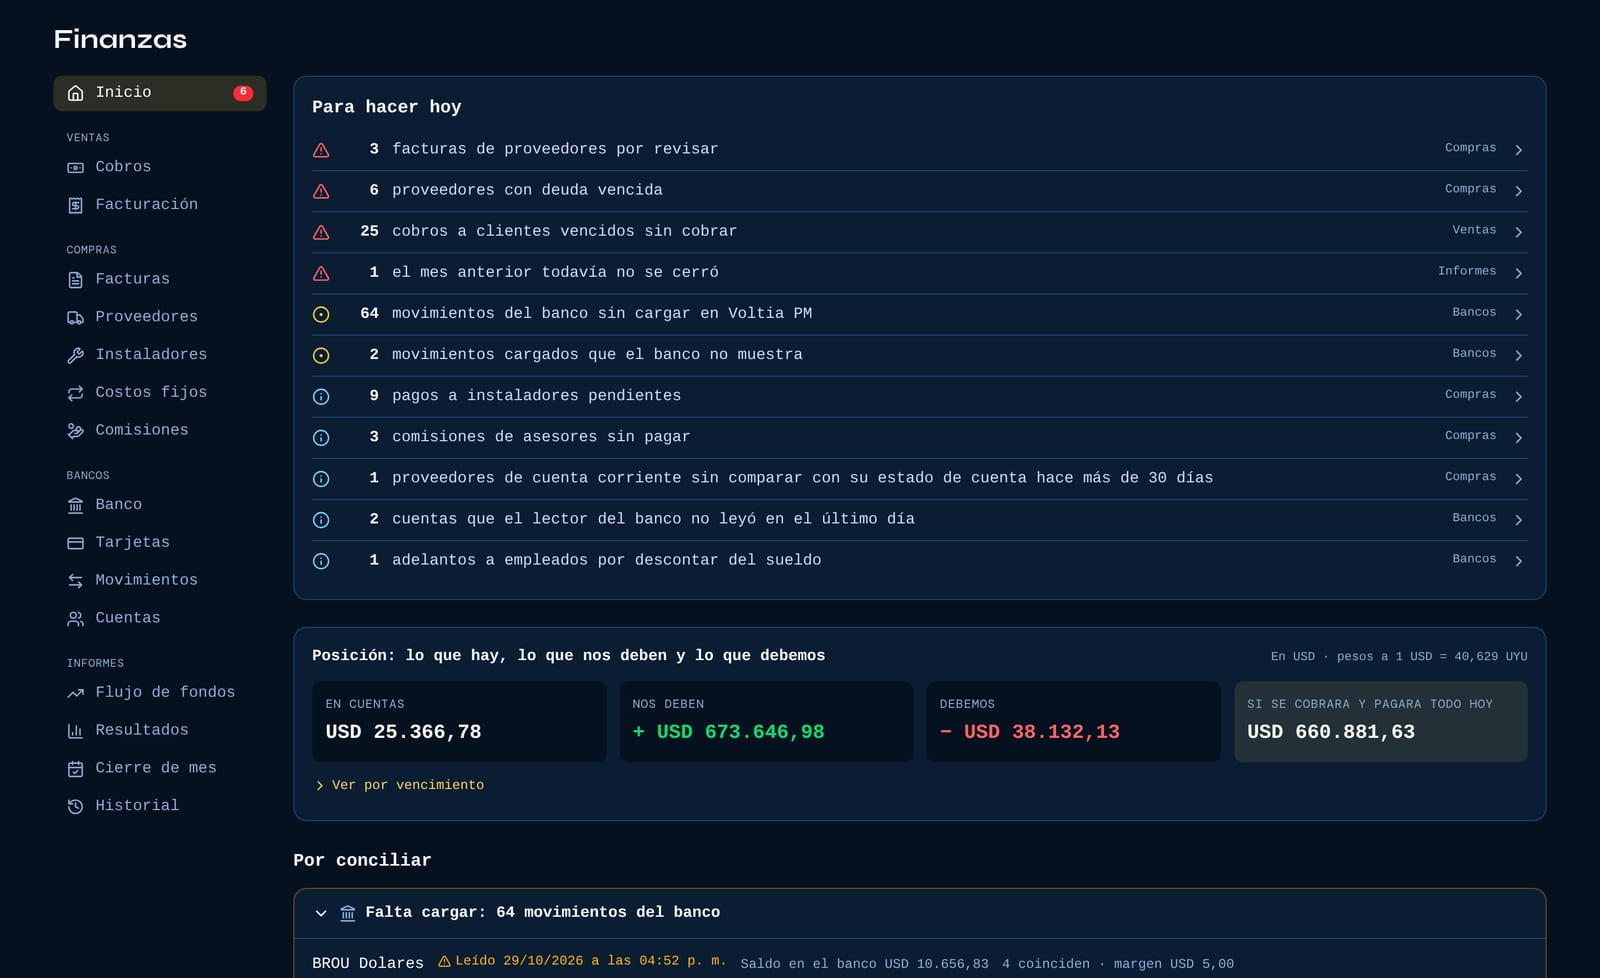 Finanzas
Inicio 6
VENTAS
Cobros
Facturación
COMPRAS
Facturas
Proveedores
Instaladores
Costos fijos
Comisiones
BANCOS
Banco
Tarjetas
Movimientos
Cuentas
INFORMES
Flujo de fondos
Resultados
Cierre de mes
Historial
Para hacer hoy
3 facturas de proveedores por revisar Compras
6 proveedores con deuda vencida Compras
25 cobros a clientes vencidos sin cobrar Ventas
1 el mes anterior todavía no se cerró Informes
64 movimientos del banco sin cargar en Voltia PM Bancos
2 movimientos cargados que el banco no muestra Bancos
9 pagos a instaladores pendientes Compras
3 comisiones de asesores sin pagar Compras
1 proveedores de cuenta corriente sin comparar con su estado de cuenta hace más de 30 días Compras
2 cuentas que el lector del banco no leyó en el último día Bancos
1 adelantos a empleados por descontar del sueldo Bancos
Posición: lo que hay, lo que nos deben y lo que debemos En USD · pesos a 1 USD = 40,629 UYU
EN CUENTAS
USD 25.366,78
NOS DEBEN
+ USD 673.646,98
DEBEMOS
− USD 38.132,13
SI SE COBRARA Y PAGARA TODO HOY
USD 660.881,63
Ver por vencimiento
Por conciliar
Falta cargar: 64 movimientos del banco
BROU Dolares Leído 29/10/2026 a las 04:52 p. m. Saldo en el banco USD 10.656,83 4 coinciden · margen USD 5,00